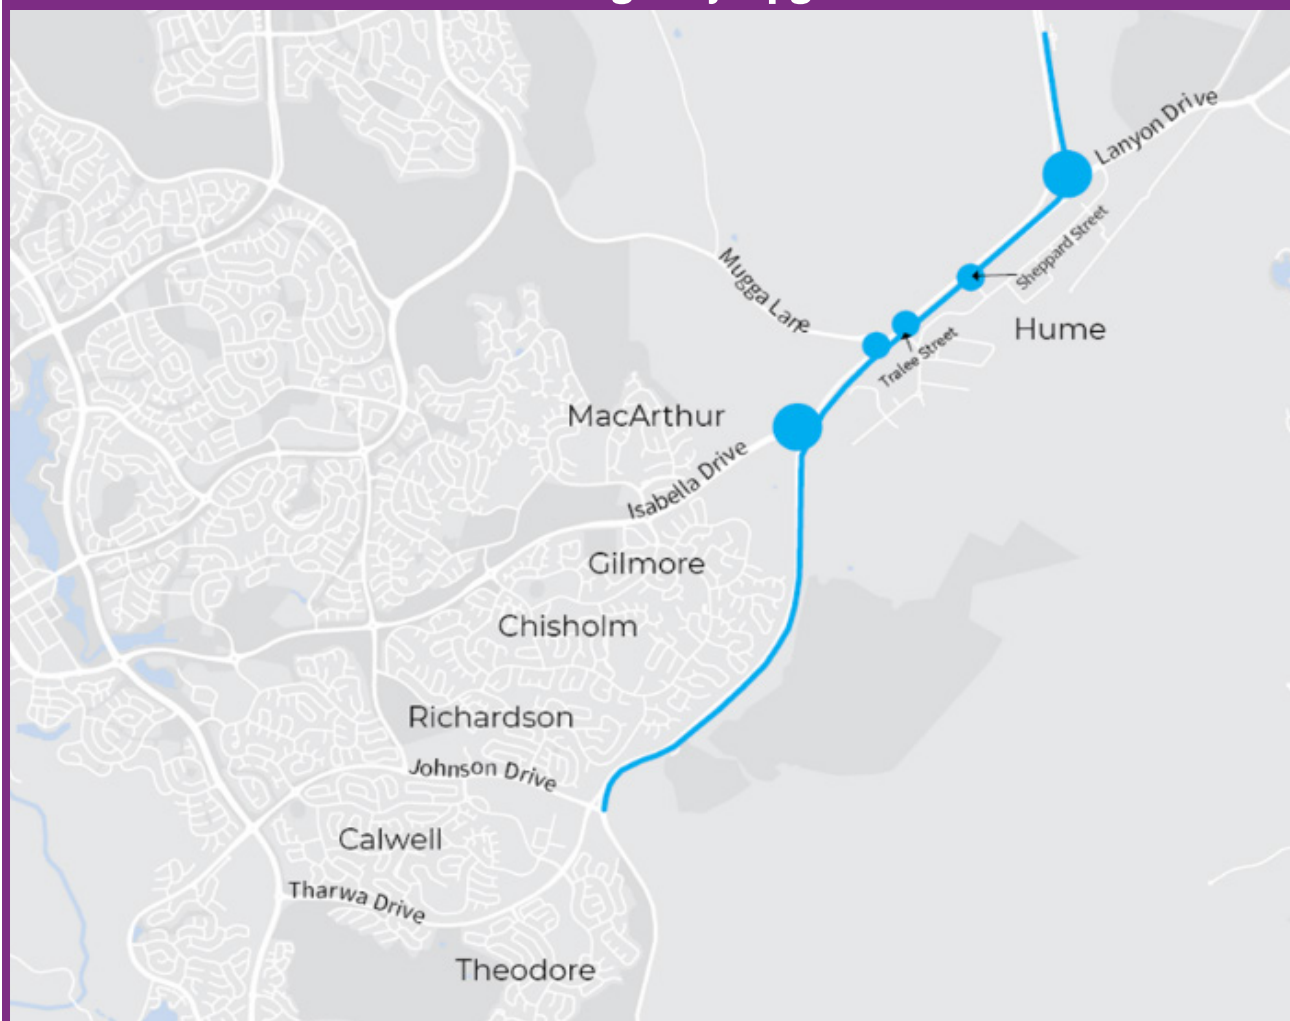 Lanyon Drive
Sheppard Street
Mugga Lane
Hume
Tralee Street
MacArthur
Isabella Drive
Gilmore
Chisholm
Richardson
Johnson Drive
Calwell
Tharwa Drive
Theodore